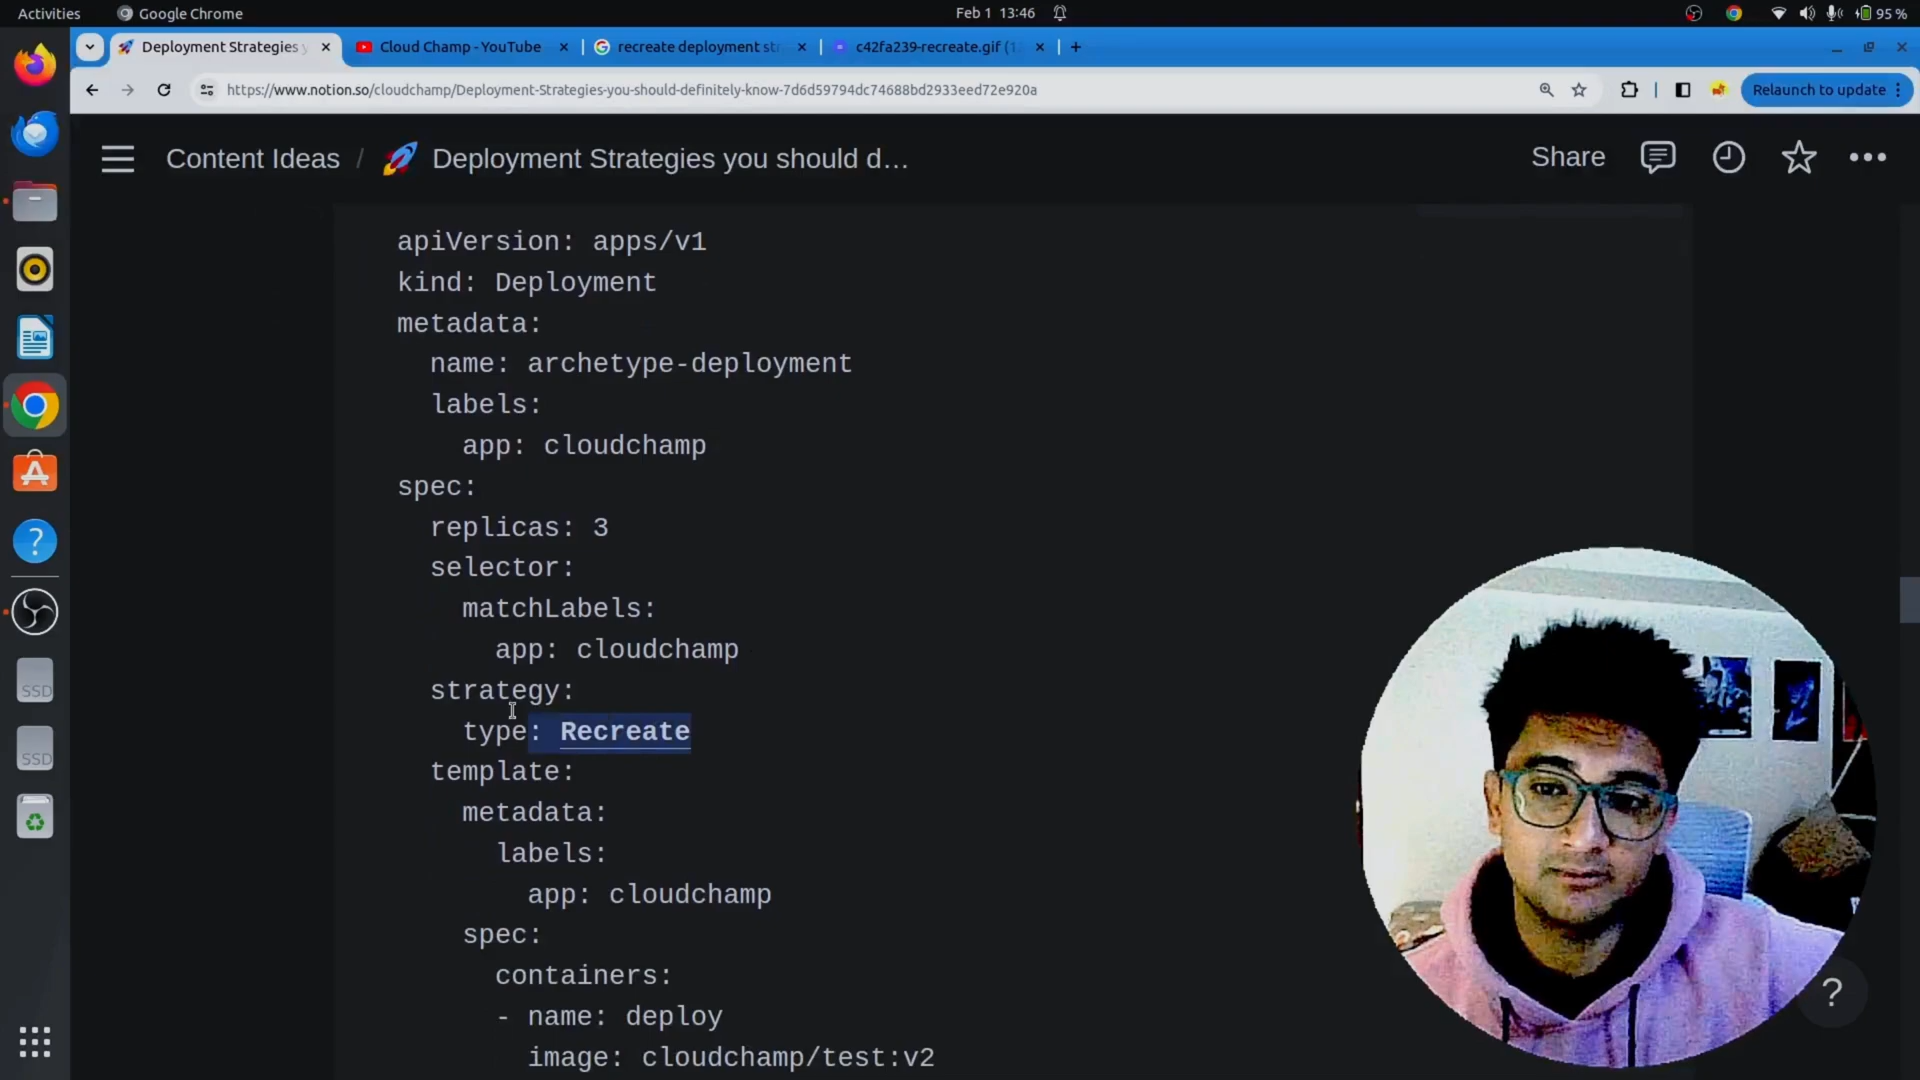 Activities
Google Chrome
Feb 1 13:46
95 %
Deployment Strategies
Cloud Champ - YouTube
recreate deployment str
c42fa239-recreate.gif (1
https://www.notion.so/cloudchamp/Deployment-Strategies-you-should-definitely-know-7d6d59794dc74688bd2933eed72e920a
Relaunch to update
Content Ideas / Deployment Strategies you should d…
Share
apiVersion: apps/v1
kind: Deployment
metadata:
name: archetype-deployment
labels:
app: cloudchamp
spec:
replicas: 3
selector:
matchLabels:
app: cloudchamp
strategy:
type: Recreate
template:
metadata:
labels:
app: cloudchamp
spec:
containers:
- name: deploy
image: cloudchamp/test:v2
SSD
SSD
?
?